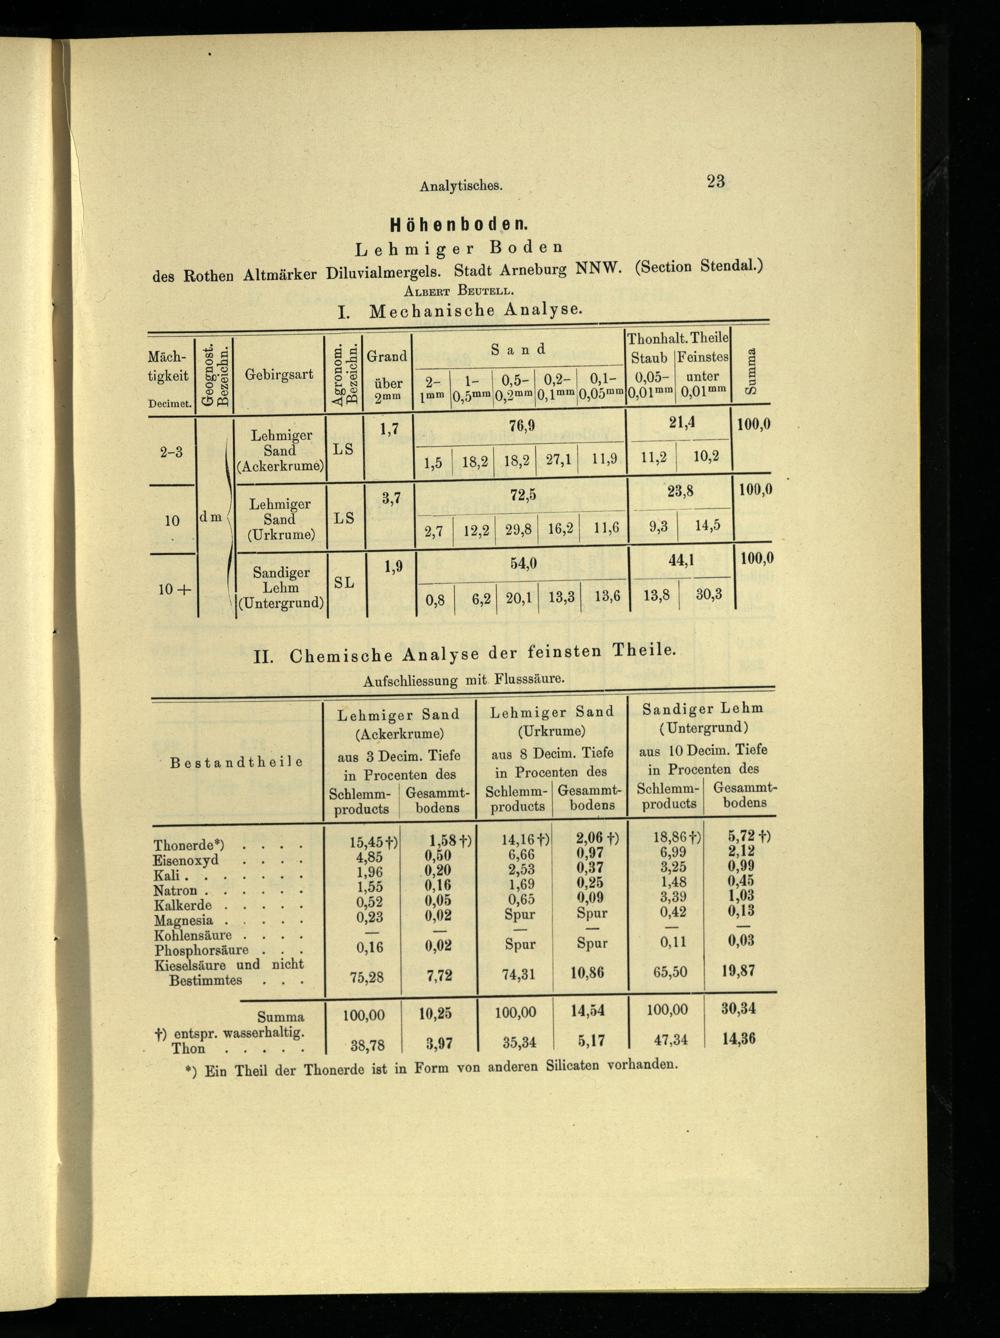 Analytisches. 23
Höhenboden.
Lehmiger Boden
des Rothen Altmärker Diluvialmergels. Stadt Arneburg NNW. (Section Stendal.)
ALBERT BEUTELL.
I. Mechanische Analyse.
Mäch-
tigkeit
Decimet.
Geognost.
Bezeichn.
Gebirgsart
Agronom.
Bezeichn.
Grand
über
2mm
Sand
2-
1mm
1-
0,5mm
0,5-
0,2mm
0,2-
0,1mm
0,1-
0,05mm
Thonhalt. Theile
Staub
0,05-
0,01mm
Feinstes
unter
0,01mm
Summa
2-3
dm
Lehmiger
Sand
(Ackerkrume)
LS
1,7
76,9
21,4
100,0
1,5 18,2 18,2 27,1 11,9 11,2 10,2
10
Lehmiger
Sand
(Urkrume)
LS
3,7
72,5
23,8
100,0
2,7 12,2 29,8 16,2 11,6 9,3 14,5
10 +
Sandiger
Lehm
(Untergrund)
SL
1,9
54,0
44,1
100,0
0,8 6,2 20,1 13,3 13,6 13,8 30,3
II. Chemische Analyse der feinsten Theile.
Aufschliessung mit Flusssäure.
Bestandtheile
Lehmiger Sand
(Ackerkrume)
aus 3 Decim. Tiefe
in Procenten des
Schlemm-
products
Gesammt-
bodens
Lehmiger Sand
(Urkrume)
aus 8 Decim. Tiefe
in Procenten des
Schlemm-
products
Gesammt-
bodens
Sandiger Lehm
(Untergrund)
aus 10 Decim. Tiefe
in Procenten des
Schlemm-
products
Gesammt-
bodens
Thonerde*) . . . . 15,45 †) 1,58 †) 14,16 †) 2,06 †) 18,86 †) 5,72 †)
Eisenoxyd . . . . 4,85 0,50 6,66 0,97 6,99 2,12
Kali . . . . . . . 1,96 0,20 2,53 0,37 3,25 0,99
Natron . . . . . . 1,55 0,16 1,69 0,25 1,48 0,45
Kalkerde . . . . . 0,52 0,05 0,65 0,09 3,39 1,03
Magnesia . . . . . 0,23 0,02 Spur Spur 0,42 0,13
Kohlensäure . . . . — — — — — —
Phosphorsäure . . . 0,16 0,02 Spur Spur 0,11 0,03
Kieselsäure und nicht
Bestimmtes . . . 75,28 7,72 74,31 10,86 65,50 19,87
Summa 100,00 10,25 100,00 14,54 100,00 30,34
†) entspr. wasserhaltig.
Thon . . . . . 38,78 3,97 35,34 5,17 47,34 14,36
*) Ein Theil der Thonerde ist in Form von anderen Silicaten vorhanden.